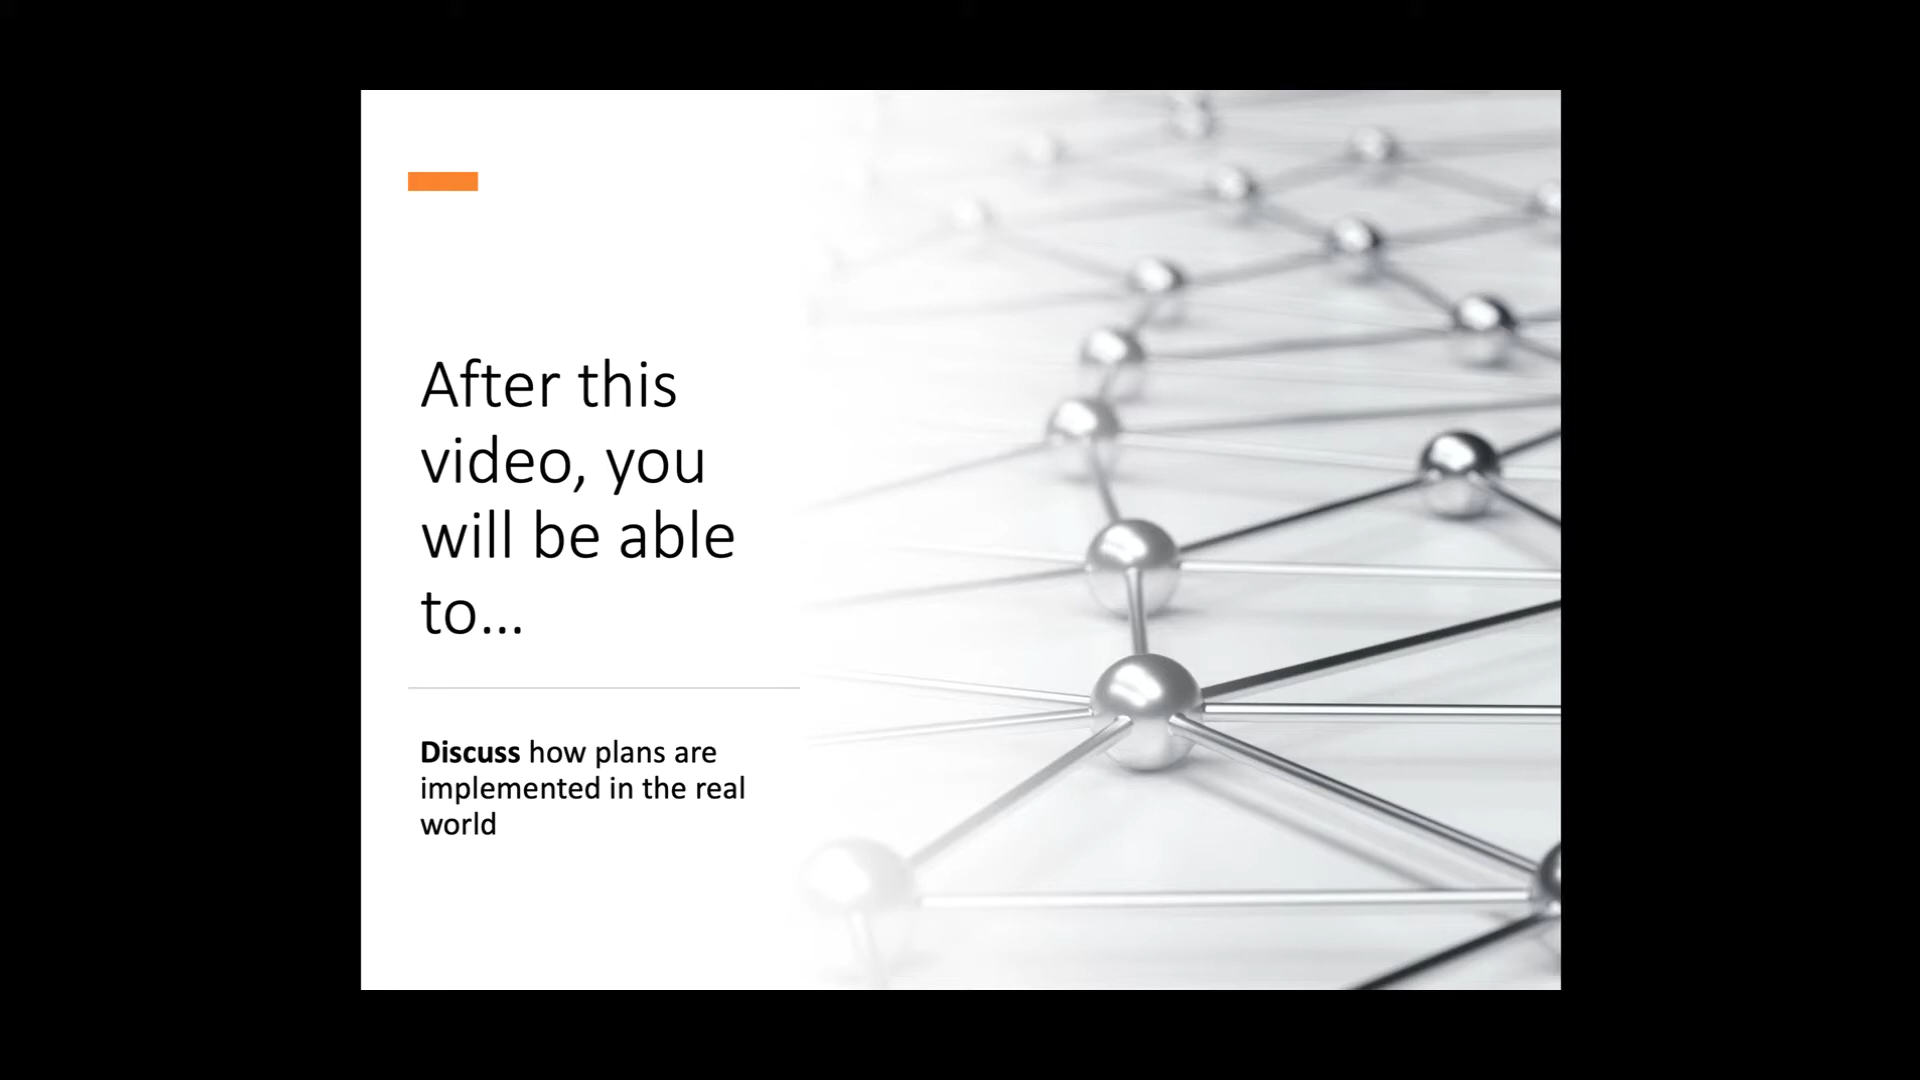 After this
video, you
will be able
to...
Discuss how plans are
implemented in the real
world